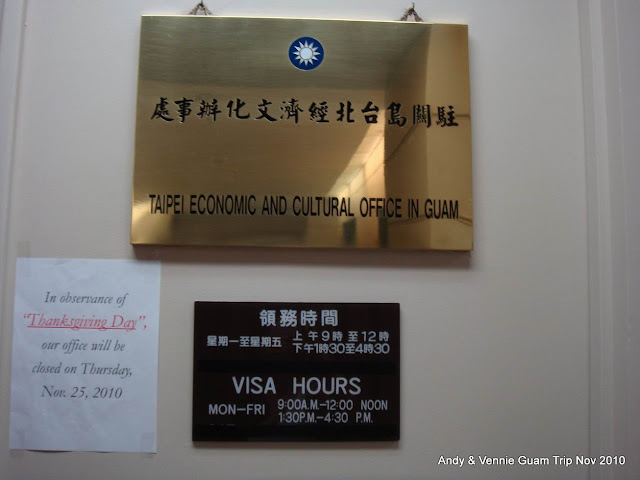 駐關島台北經濟文化辦事處
TAIPEI ECONOMIC AND CULTURAL OFFICE IN GUAM
In observance of
“Thanksgiving Day”,
our office will be
closed on Thursday,
Nov. 25, 2010
領務時間
星期一至星期五 上午9時至12時
下午1時30至4時30
VISA HOURS
MON–FRI 9:00A.M–12:00 NOON
1:30P.M–4:30 P.M.
Andy & Vennie Guam Trip Nov 2010